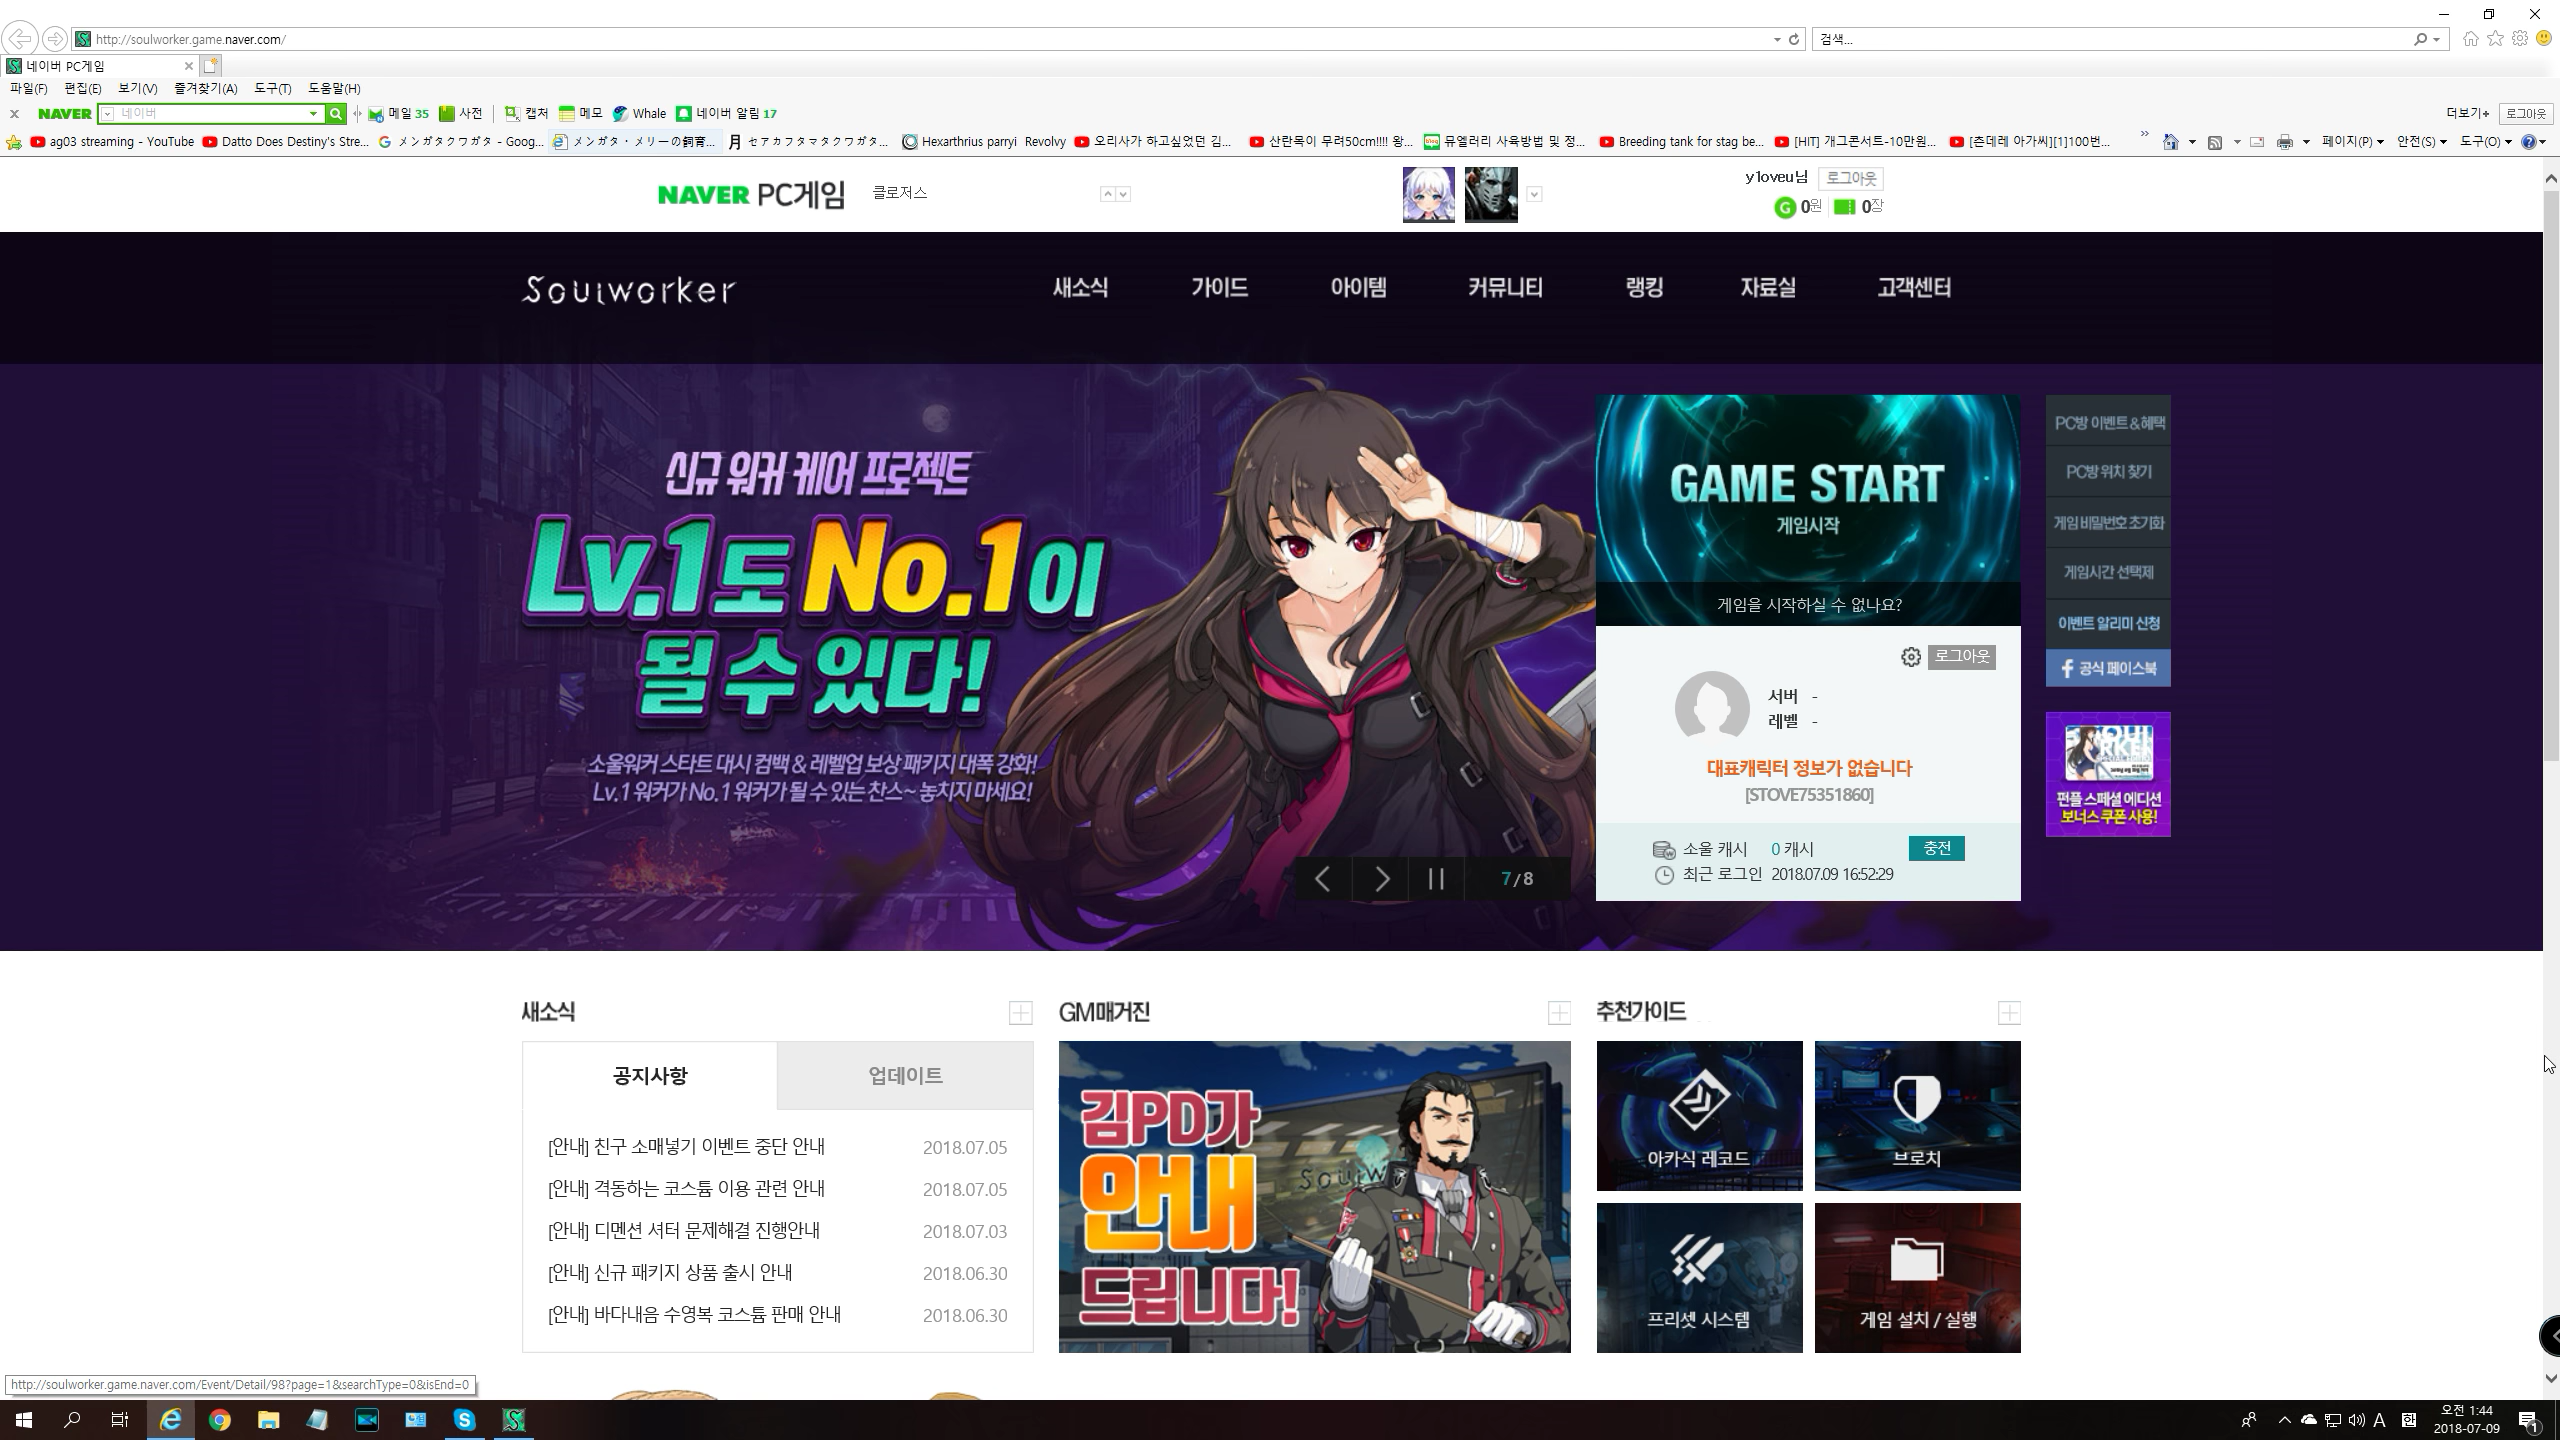 http://soulworker.game.naver.com/
검색...
네이버 PC게임
파일(F) 편집(E) 보기(V) 즐겨찾기(A) 도구(T) 도움말(H)
NAVER 네이버 메일 35 사전 캡처 메모 Whale 네이버 알림 17 더보기+ 로그아웃
ag03 streaming - YouTube Datto Does Destiny's Stre... メンガタクワガタ - Goog... メンガタ・メリーの飼育... セアカフタマタクワガタ... Hexarthrius parryi Revolvy 오리사가 하고싶었던 김... 산란목이 무려50cm!!!! 왕... 뮤엘러리 사육방법 및 정... Breeding tank for stag be... [HIT] 개그콘서트-10만원... [츤데레 아가씨][1]100번... 페이지(P) 안전(S) 도구(O)
NAVER PC게임 클로저스
y1oveu님 로그아웃
0원 0장
Soulworker
새소식 가이드 아이템 커뮤니티 랭킹 자료실 고객센터
신규 워커 케어 프로젝트
Lv.1도 No.1이
될 수 있다!
소울워커 스타트 대시 컴백 & 레벨업 보상 패키지 대폭 강화!
Lv.1 워커가 No.1 워커가 될 수 있는 찬스~ 놓치지 마세요!
7/8
GAME START
게임시작
게임을 시작하실 수 없나요?
로그아웃
서버 -
레벨 -
대표캐릭터 정보가 없습니다
[STOVE75351860]
소울 캐시 0 캐시 충전
최근 로그인 2018.07.09 16:52:29
PC방 이벤트&혜택
PC방 위치 찾기
게임 비밀번호 초기화
게임시간 선택제
이벤트 알리미 신청
공식 페이스북
펀플 스페셜 에디션
보너스 쿠폰 사용!
새소식
공지사항 업데이트
[안내] 친구 소매넣기 이벤트 중단 안내 2018.07.05
[안내] 격동하는 코스튬 이용 관련 안내 2018.07.05
[안내] 디멘션 셔터 문제해결 진행안내 2018.07.03
[안내] 신규 패키지 상품 출시 안내 2018.06.30
[안내] 바다내음 수영복 코스튬 판매 안내 2018.06.30
GM매거진
김PD가
안내
드립니다!
추천가이드
아카식 레코드
브로치
프리셋 시스템
게임 설치 / 실행
http://soulworker.game.naver.com/Event/Detail/98?page=1&searchType=0&isEnd=0
A 오전 1:44
2018-07-09
1